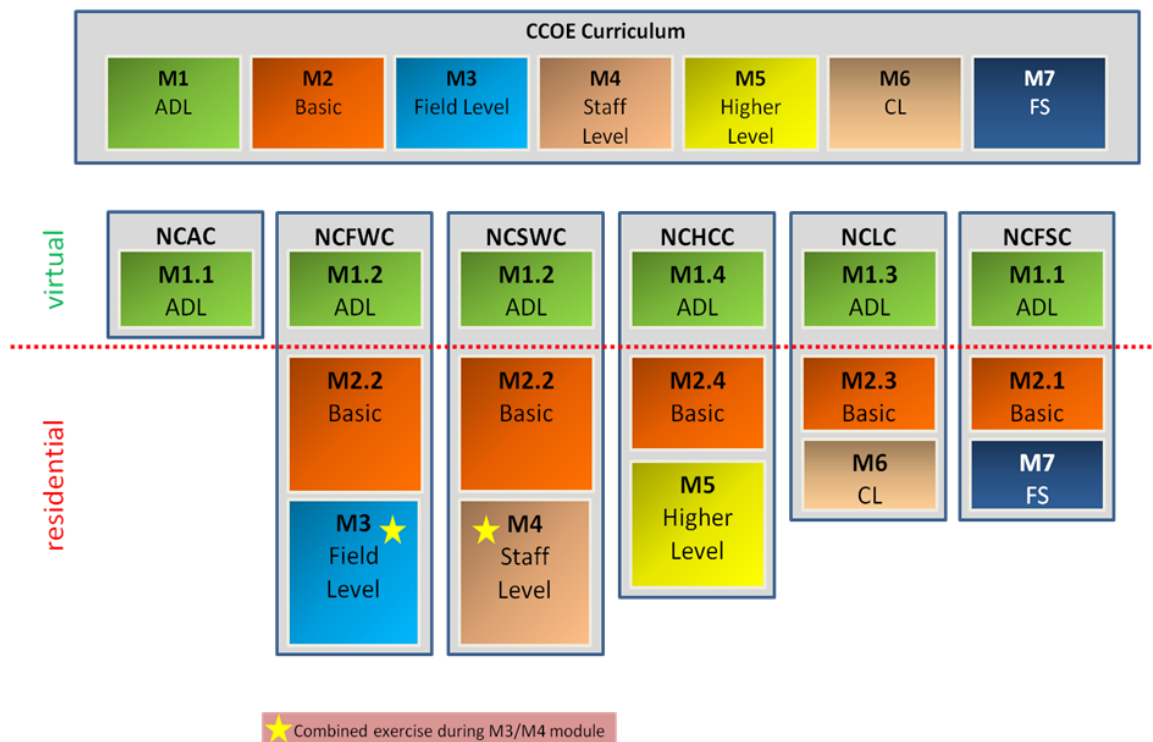 CCOE Curriculum
M1
ADL
M2
Basic
M3
Field Level
M4
Staff
Level
M5
Higher
Level
M6
CL
M7
FS
virtual
NCAC
M1.1
ADL
NCFWC
M1.2
ADL
NCSWC
M1.2
ADL
NCHCC
M1.4
ADL
NCLC
M1.3
ADL
NCFSC
M1.1
ADL
residential
M2.2
Basic
M3
Field
Level
M2.2
Basic
M4
Staff
Level
M2.4
Basic
M5
Higher
Level
M2.3
Basic
M6
CL
M2.1
Basic
M7
FS
Combined exercise during M3/M4 module